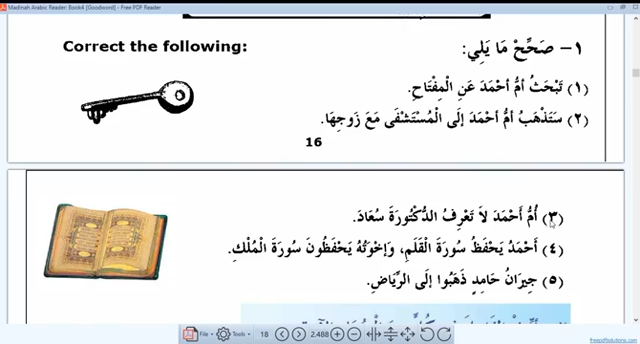 Madinah Arabic Reader: Book4 [Goodword] - Free PDF Reader
Correct the following:
١- صَحِّحْ مَا يَلِي:
(١) تَبْحَثُ أُمُّ أَحْمَدَ عَنِ الْمِفْتَاحِ.
(٢) سَتَذْهَبُ أُمُّ أَحْمَدَ إِلَى الْمُسْتَشْفَى مَعَ زَوجِهَا.
16
(٣) أُمُّ أَحْمَدَ لاَ تَعْرِفُ الدُّكْتُورَةَ سُعَادَ.
(٤) أَحْمَدُ يَحْفَظُ سُورَةَ الْقَلَمِ، وَإِخْوَتُهُ يَحْفَظُونَ سُورَةَ الْمُلْكِ.
(٥) جِيرَانُ حَامِدٍ ذَهَبُوا إِلَى الرِّيَاضِ.
File Tools 18 2.488
freepdfsolutions.com